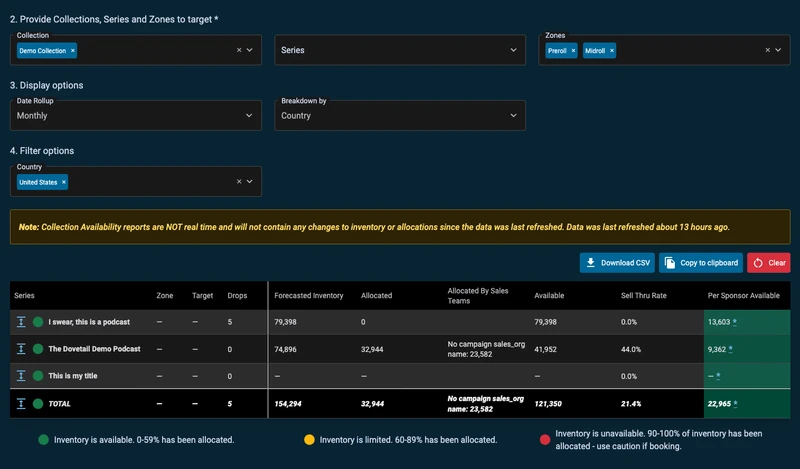 2. Provide Collections, Series and Zones to target *
Collection
Demo Collection ×
Series
Zones
Preroll ×
Midroll ×
3. Display options
Date Rollup
Monthly
Breakdown by
Country
4. Filter options
Country
United States ×
Note: Collection Availability reports are NOT real time and will not contain any changes to inventory or allocations since the data was last refreshed. Data was last refreshed about 13 hours ago.
Download CSV
Copy to clipboard
Clear
Series Zone Target Drops Forecasted Inventory Allocated Allocated By Sales Teams Available Sell Thru Rate Per Sponsor Available
I swear, this is a podcast — — 5 79,398 0 79,398 0.0% 13,603 *
The Dovetail Demo Podcast — — 0 74,896 32,944 No campaign sales_org name: 23,582 41,952 44.0% 9,362 *
This is my title — — 0 — — — 0.0% — *
TOTAL — — 5 154,294 32,944 No campaign sales_org name: 23,582 121,350 21.4% 22,965 *
Inventory is available. 0-59% has been allocated.
Inventory is limited. 60-89% has been allocated.
Inventory is unavailable. 90-100% of inventory has been
allocated - use caution if booking.